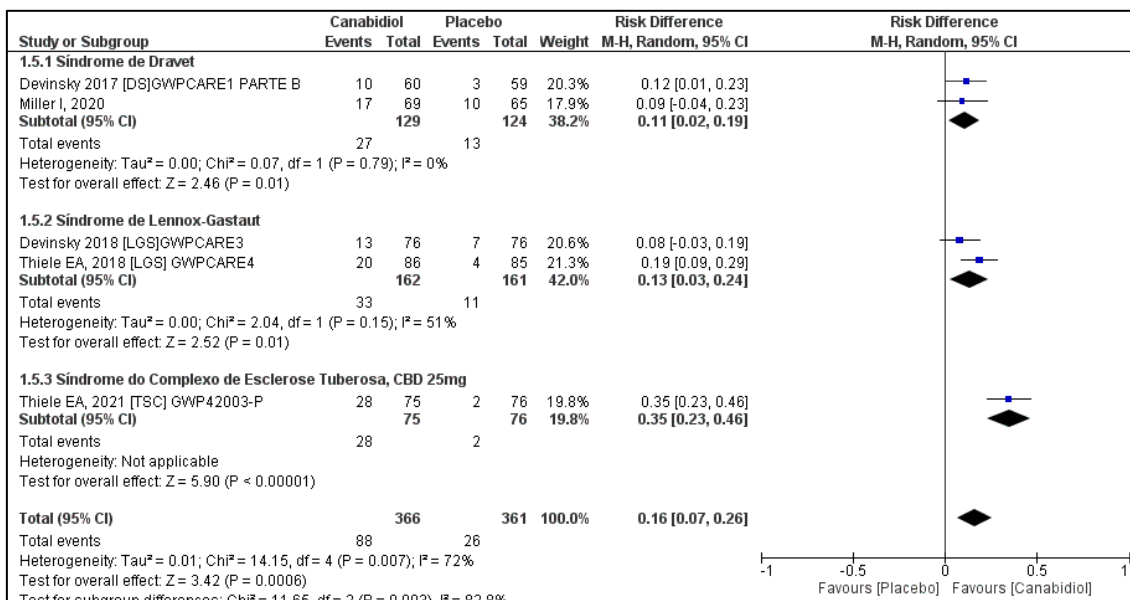 Canabidiol Placebo Risk Difference Risk Difference
Study or Subgroup Events Total Events Total Weight M-H, Random, 95% CI M-H, Random, 95% CI
1.5.1 Síndrome de Dravet
Devinsky 2017 [DS]GWPCARE1 PARTE B 10 60 3 59 20.3% 0.12 [0.01, 0.23]
Miller I, 2020 17 69 10 65 17.9% 0.09 [-0.04, 0.23]
Subtotal (95% CI) 129 124 38.2% 0.11 [0.02, 0.19]
Total events 27 13
Heterogeneity: Tau² = 0.00; Chi² = 0.07, df = 1 (P = 0.79); I² = 0%
Test for overall effect: Z = 2.46 (P = 0.01)
1.5.2 Síndrome de Lennox-Gastaut
Devinsky 2018 [LGS]GWPCARE3 13 76 7 76 20.6% 0.08 [-0.03, 0.19]
Thiele EA, 2018 [LGS] GWPCARE4 20 86 4 85 21.3% 0.19 [0.09, 0.29]
Subtotal (95% CI) 162 161 42.0% 0.13 [0.03, 0.24]
Total events 33 11
Heterogeneity: Tau² = 0.00; Chi² = 2.04, df = 1 (P = 0.15); I² = 51%
Test for overall effect: Z = 2.52 (P = 0.01)
1.5.3 Síndrome do Complexo de Esclerose Tuberosa, CBD 25mg
Thiele EA, 2021 [TSC] GWP42003-P 28 75 2 76 19.8% 0.35 [0.23, 0.46]
Subtotal (95% CI) 75 76 19.8% 0.35 [0.23, 0.46]
Total events 28 2
Heterogeneity: Not applicable
Test for overall effect: Z = 5.90 (P < 0.00001)
Total (95% CI) 366 361 100.0% 0.16 [0.07, 0.26]
Total events 88 26
Heterogeneity: Tau² = 0.01; Chi² = 14.15, df = 4 (P = 0.007); I² = 72%
Test for overall effect: Z = 3.42 (P = 0.0006)
Test for subgroup differences: Chi² = 11.65, df = 2 (P = 0.003), I² = 82.8%
-1 -0.5 0 0.5 1
Favours [Placebo] Favours [Canabidiol]